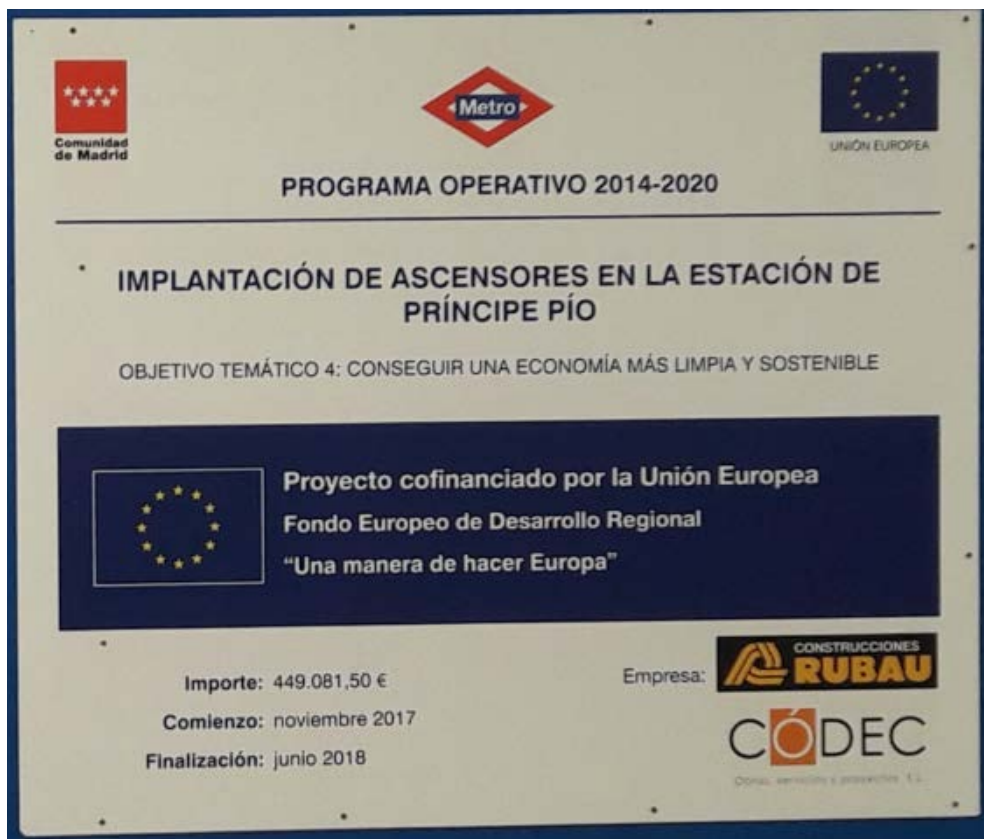 Comunidad
de Madrid
Metro
UNIÓN EUROPEA
PROGRAMA OPERATIVO 2014-2020
IMPLANTACIÓN DE ASCENSORES EN LA ESTACIÓN DE
PRÍNCIPE PÍO
OBJETIVO TEMÁTICO 4: CONSEGUIR UNA ECONOMÍA MÁS LIMPIA Y SOSTENIBLE
Proyecto cofinanciado por la Unión Europea
Fondo Europeo de Desarrollo Regional
“Una manera de hacer Europa”
Importe: 449.081,50 €
Comienzo: noviembre 2017
Finalización: junio 2018
Empresa:
CONSTRUCCIONES
RUBAU
CÓDEC
Obras, servicios y proyectos, S.L.